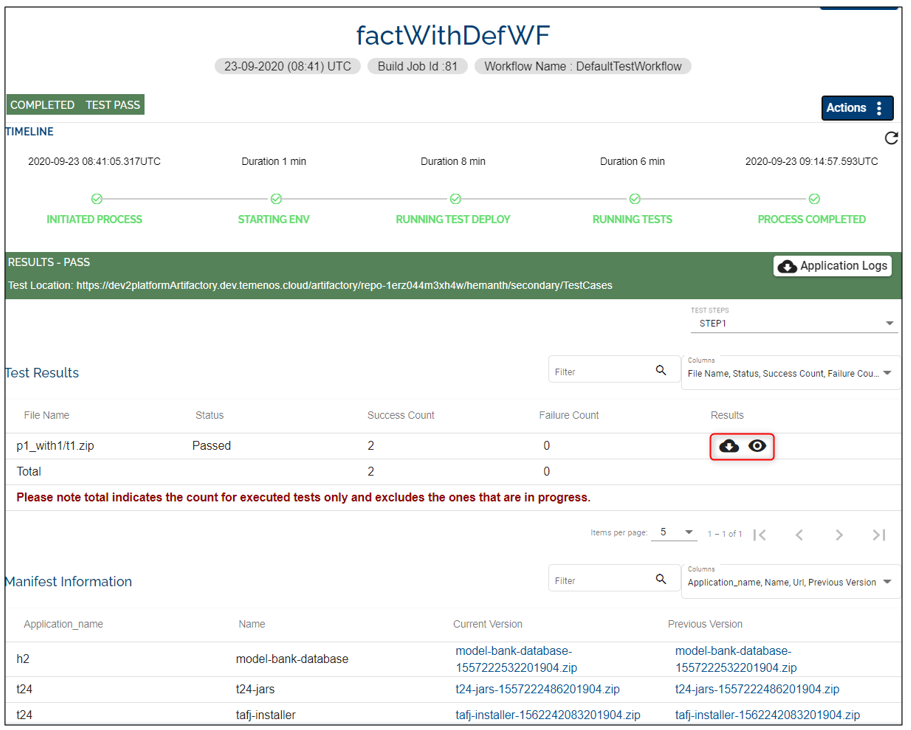 factWithDefWF
23-09-2020 (08:41) UTC Build Job Id :81 Workflow Name : DefaultTestWorkflow
COMPLETED TEST PASS
Actions
TIMELINE
2020-09-23 08:41:05.317UTC Duration 1 min Duration 8 min Duration 6 min 2020-09-23 09:14:57.593UTC
INITIATED PROCESS STARTING ENV RUNNING TEST DEPLOY RUNNING TESTS PROCESS COMPLETED
RESULTS - PASS
Application Logs
Test Location: https://dev2platformArtifactory.dev.temenos.cloud/artifactory/repo-1erz044m3xh4w/hemanth/secondary/TestCases
TEST STEPS
STEP1
Test Results
Filter
Columns
File Name, Status, Success Count, Failure Cou...
File Name Status Success Count Failure Count Results
p1_with1/t1.zip Passed 2 0
Total 2 0
Please note total indicates the count for executed tests only and excludes the ones that are in progress.
Items per page: 5 1 – 1 of 1
Manifest Information
Filter
Columns
Application_name, Name, Url, Previous Version
Application_name Name Current Version Previous Version
h2 model-bank-database model-bank-database- model-bank-database-
1557222532201904.zip 1557222532201904.zip
t24 t24-jars t24-jars-1557222486201904.zip t24-jars-1557222486201904.zip
t24 tafj-installer tafj-installer-1562242083201904.zip tafj-installer-1562242083201904.zip